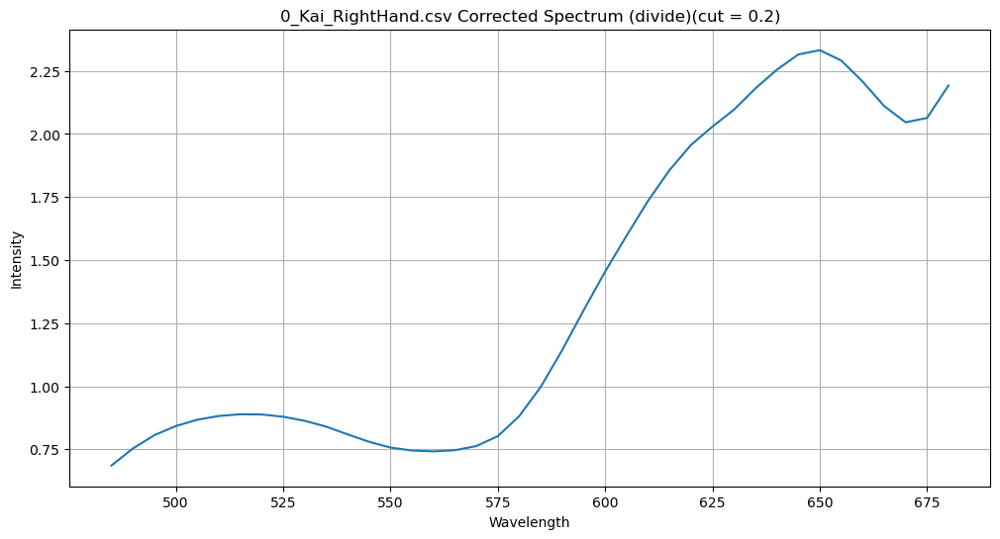 0_Kai_RightHand.csv Corrected Spectrum (divide)(cut = 0.2)
Intensity
2.25
2.00
1.75
1.50
1.25
1.00
0.75
500 525 550 575 600 625 650 675
Wavelength